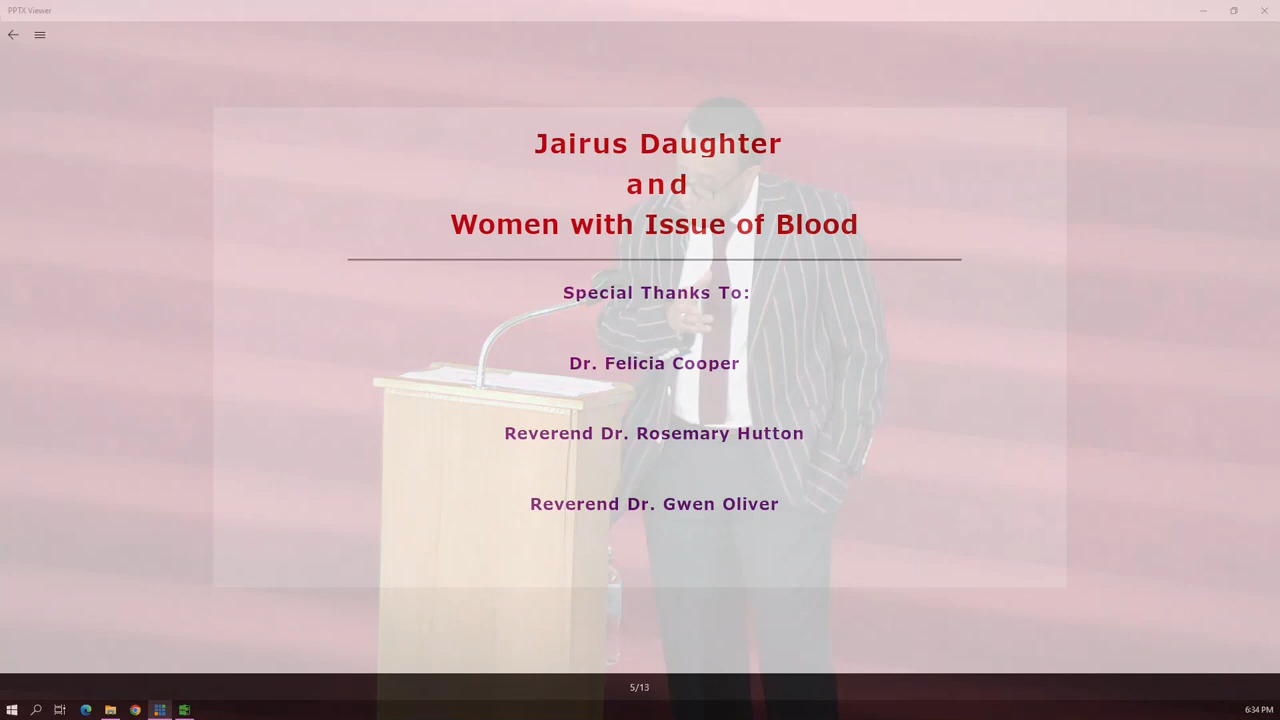 PPTX Viewer
Jairus Daughter
and
Women with Issue of Blood
Special Thanks To:
Dr. Felicia Cooper
Reverend Dr. Rosemary Hutton
Reverend Dr. Gwen Oliver
5/13
6:34 PM